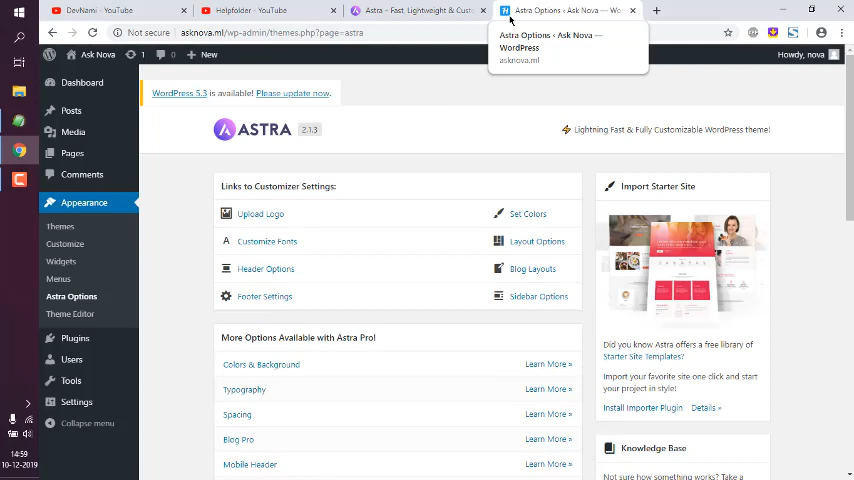 DevNami - YouTube
Helpfolder - YouTube
Astra – Fast, Lightweight & Custo
Astra Options ‹ Ask Nova — Wor
Not secure
asknova.ml/wp-admin/themes.php?page=astra
Astra Options ‹ Ask Nova —
WordPress
asknova.ml
Ask Nova
1
0
New
Howdy, nova
Dashboard
Posts
Media
Pages
Comments
Appearance
Themes
Customize
Widgets
Menus
Astra Options
Theme Editor
Plugins
Users
Tools
Settings
Collapse menu
WordPress 5.3 is available! Please update now.
ASTRA 2.1.3
Lightning Fast & Fully Customizable WordPress theme!
Links to Customizer Settings:
Upload Logo
Set Colors
Customize Fonts
Layout Options
Header Options
Blog Layouts
Footer Settings
Sidebar Options
More Options Available with Astra Pro!
Colors & Background
Learn More »
Typography
Learn More »
Spacing
Learn More »
Blog Pro
Learn More »
Mobile Header
Learn More »
Import Starter Site
Did you know Astra offers a free library of
Starter Site Templates?
Import your favorite site one click and start
your project in style!
Install Importer Plugin
Details »
Knowledge Base
Not sure how something works? Take a
14:59
10-12-2019